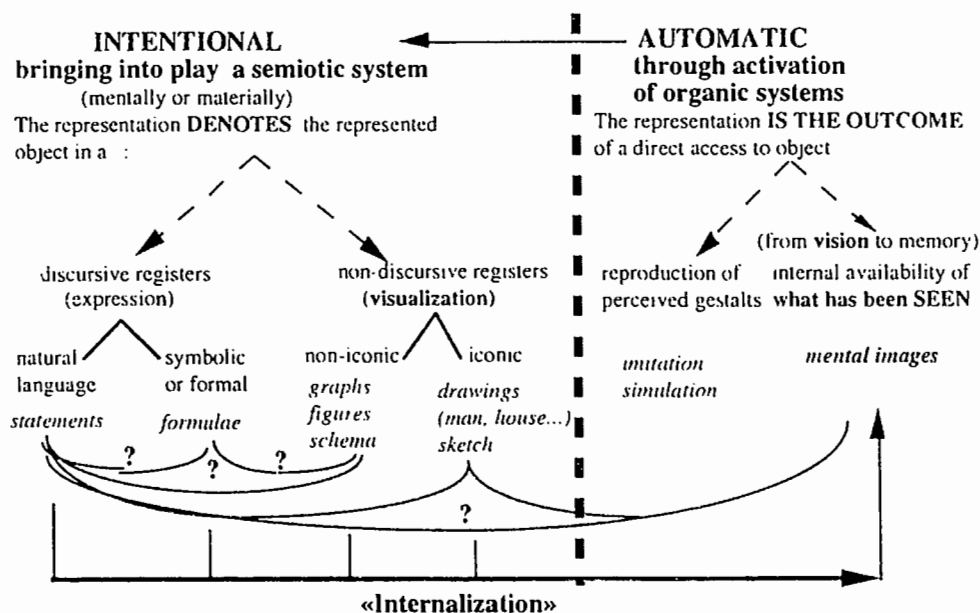 INTENTIONAL
bringing into play a semiotic system
(mentally or materially)
The representation DENOTES the represented
object in a :
AUTOMATIC
through activation
of organic systems
The representation IS THE OUTCOME
of a direct access to object
discursive registers
(expression)
non-discursive registers
(visualization)
reproduction of
perceived gestalts
(from vision to memory)
internal availability of
what has been SEEN
natural
language
statements
symbolic
or formal
formulae
non-iconic
graphs
figures
schema
iconic
drawings
(man, house...)
sketch
imitation
simulation
mental images
?
?
?
?
«Internalization»